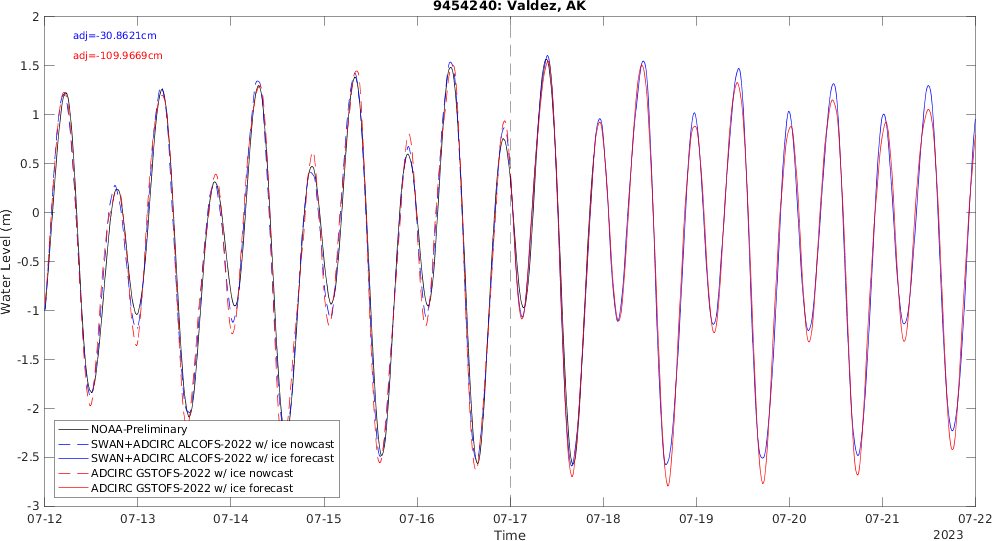 9454240: Valdez, AK
adj=-30.8621cm
adj=-109.9669cm
2
1.5
1
0.5
0
-0.5
-1
-1.5
-2
-2.5
-3
Water Level (m)
NOAA-Preliminary
SWAN+ADCIRC ALCOFS-2022 w/ ice nowcast
SWAN+ADCIRC ALCOFS-2022 w/ ice forecast
ADCIRC GSTOFS-2022 w/ ice nowcast
ADCIRC GSTOFS-2022 w/ ice forecast
07-12 07-13 07-14 07-15 07-16 07-17 07-18 07-19 07-20 07-21 07-22
Time
2023